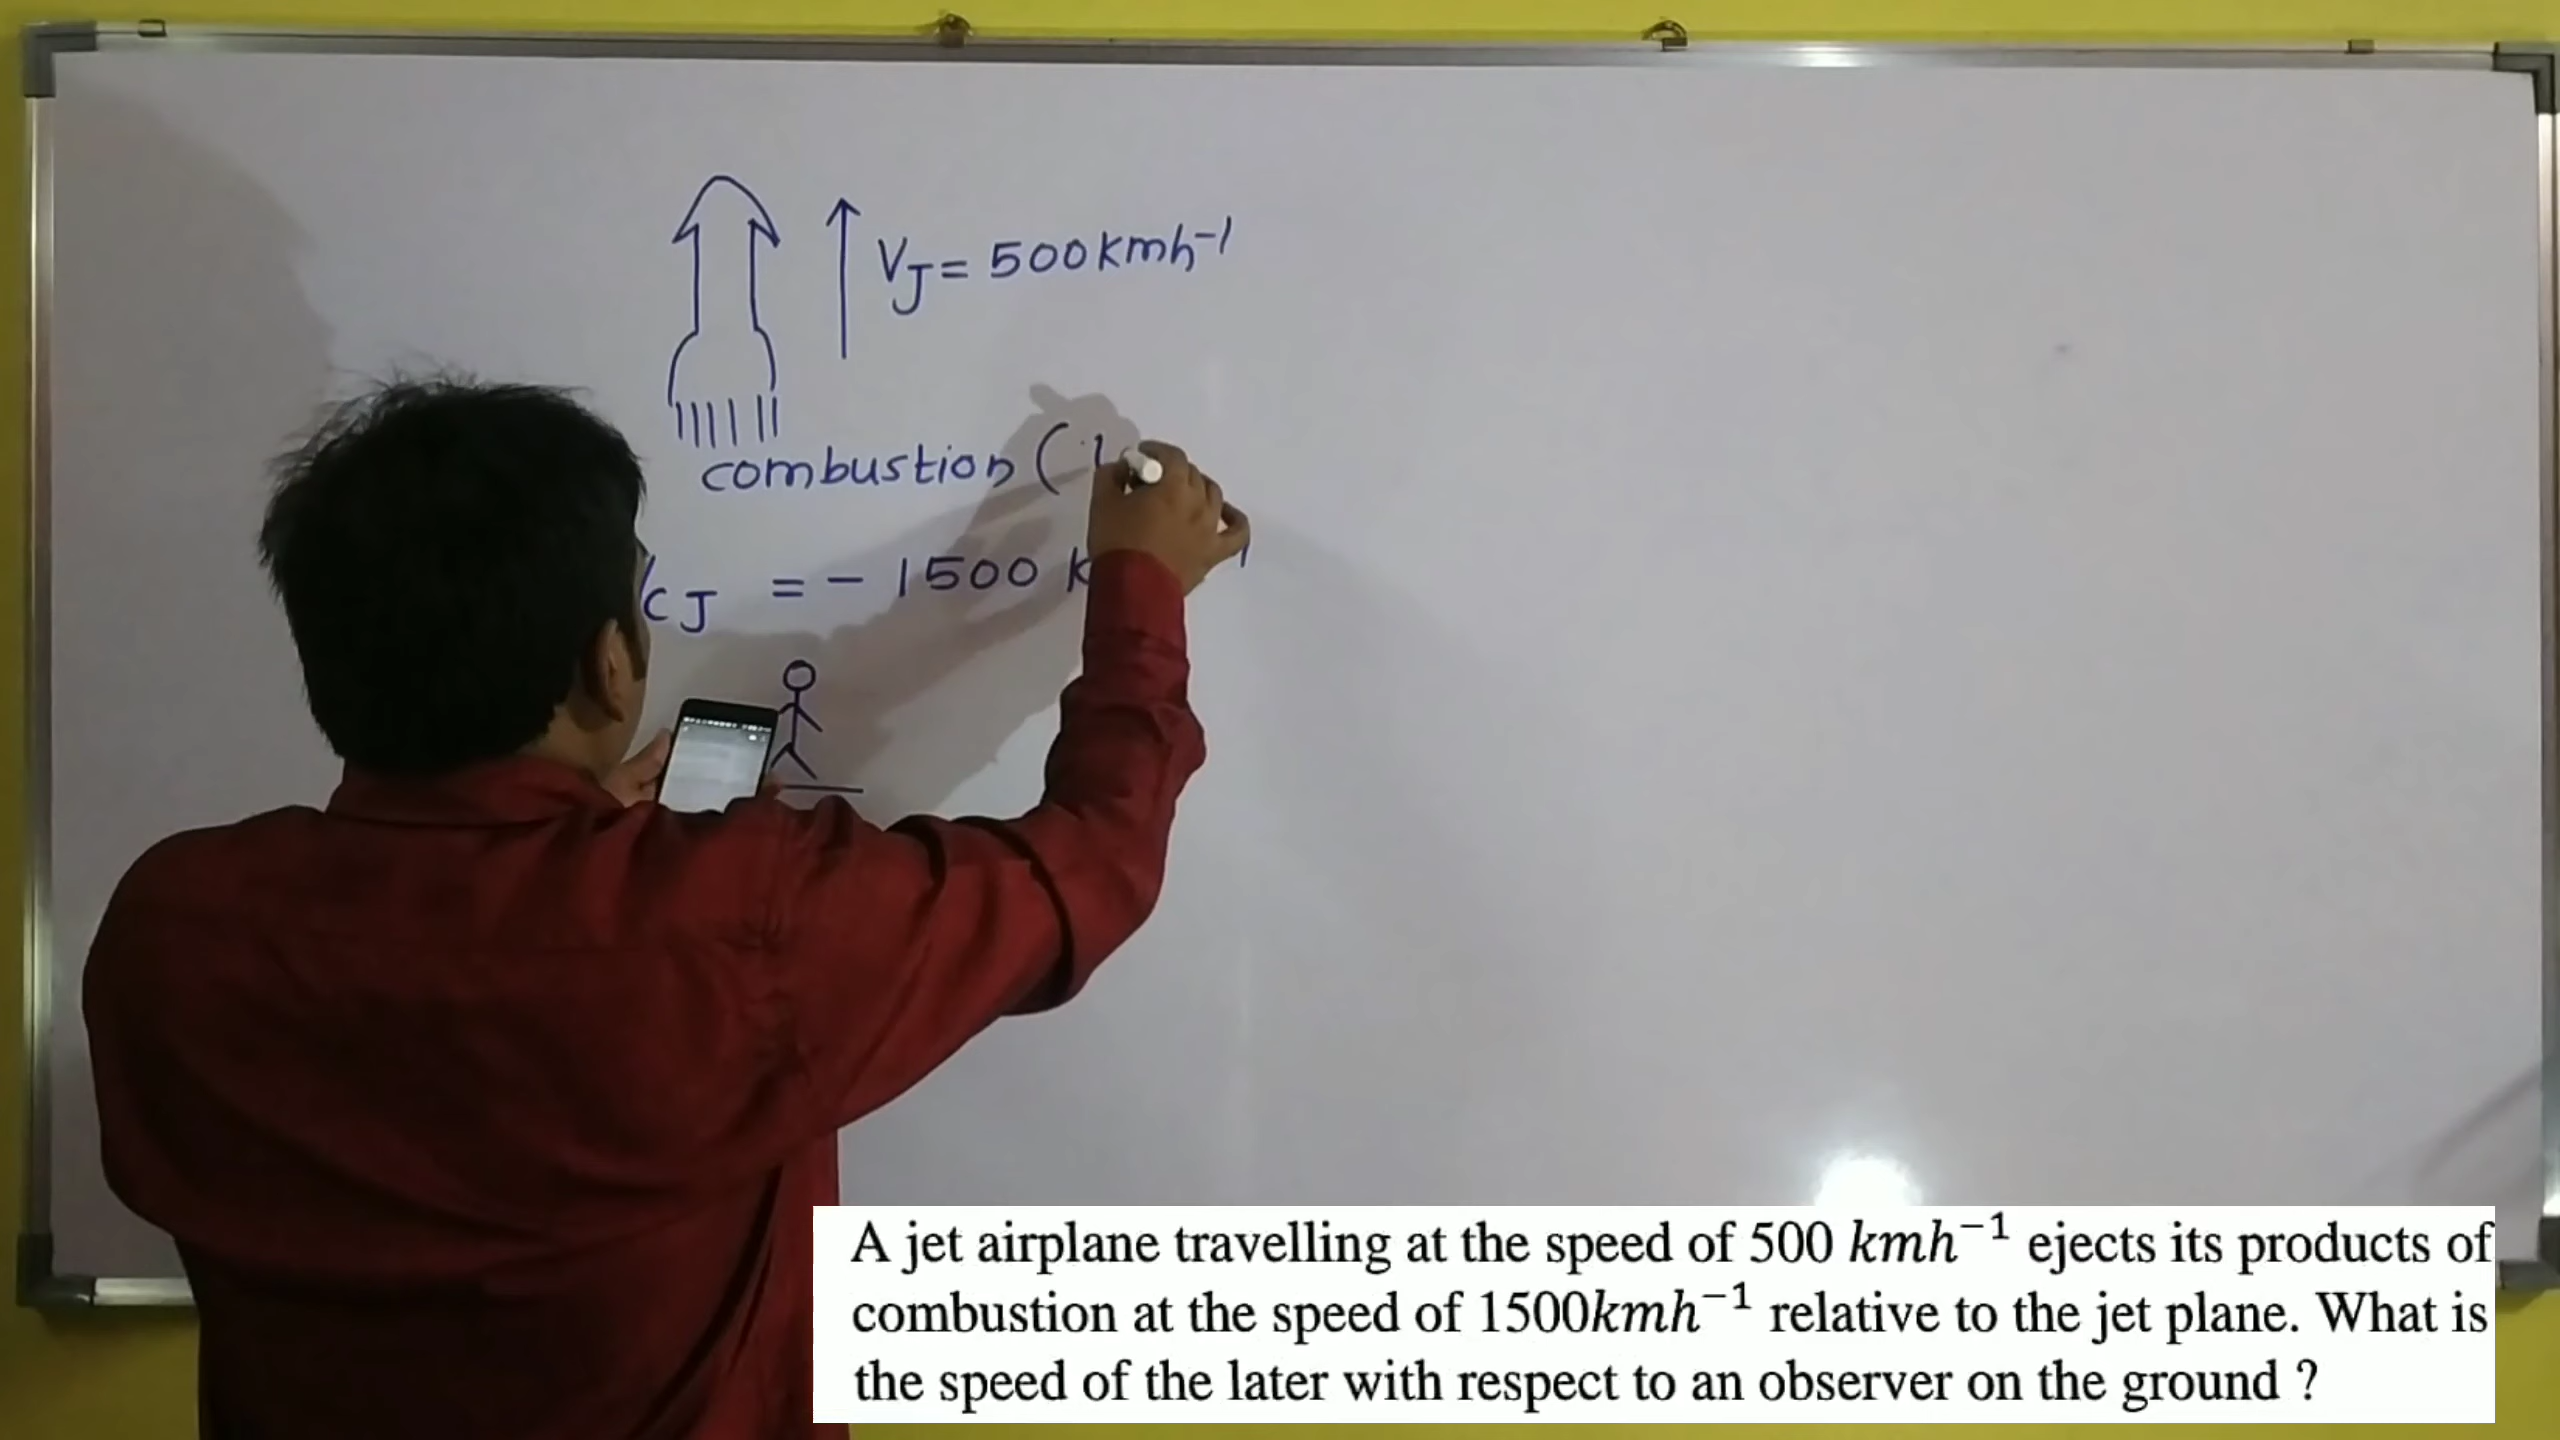 V_J = 500 kmh⁻¹
combustion (
CJ = - 1500 k
A jet airplane travelling at the speed of 500 kmh⁻¹ ejects its products of
combustion at the speed of 1500kmh⁻¹ relative to the jet plane. What is
the speed of the later with respect to an observer on the ground ?